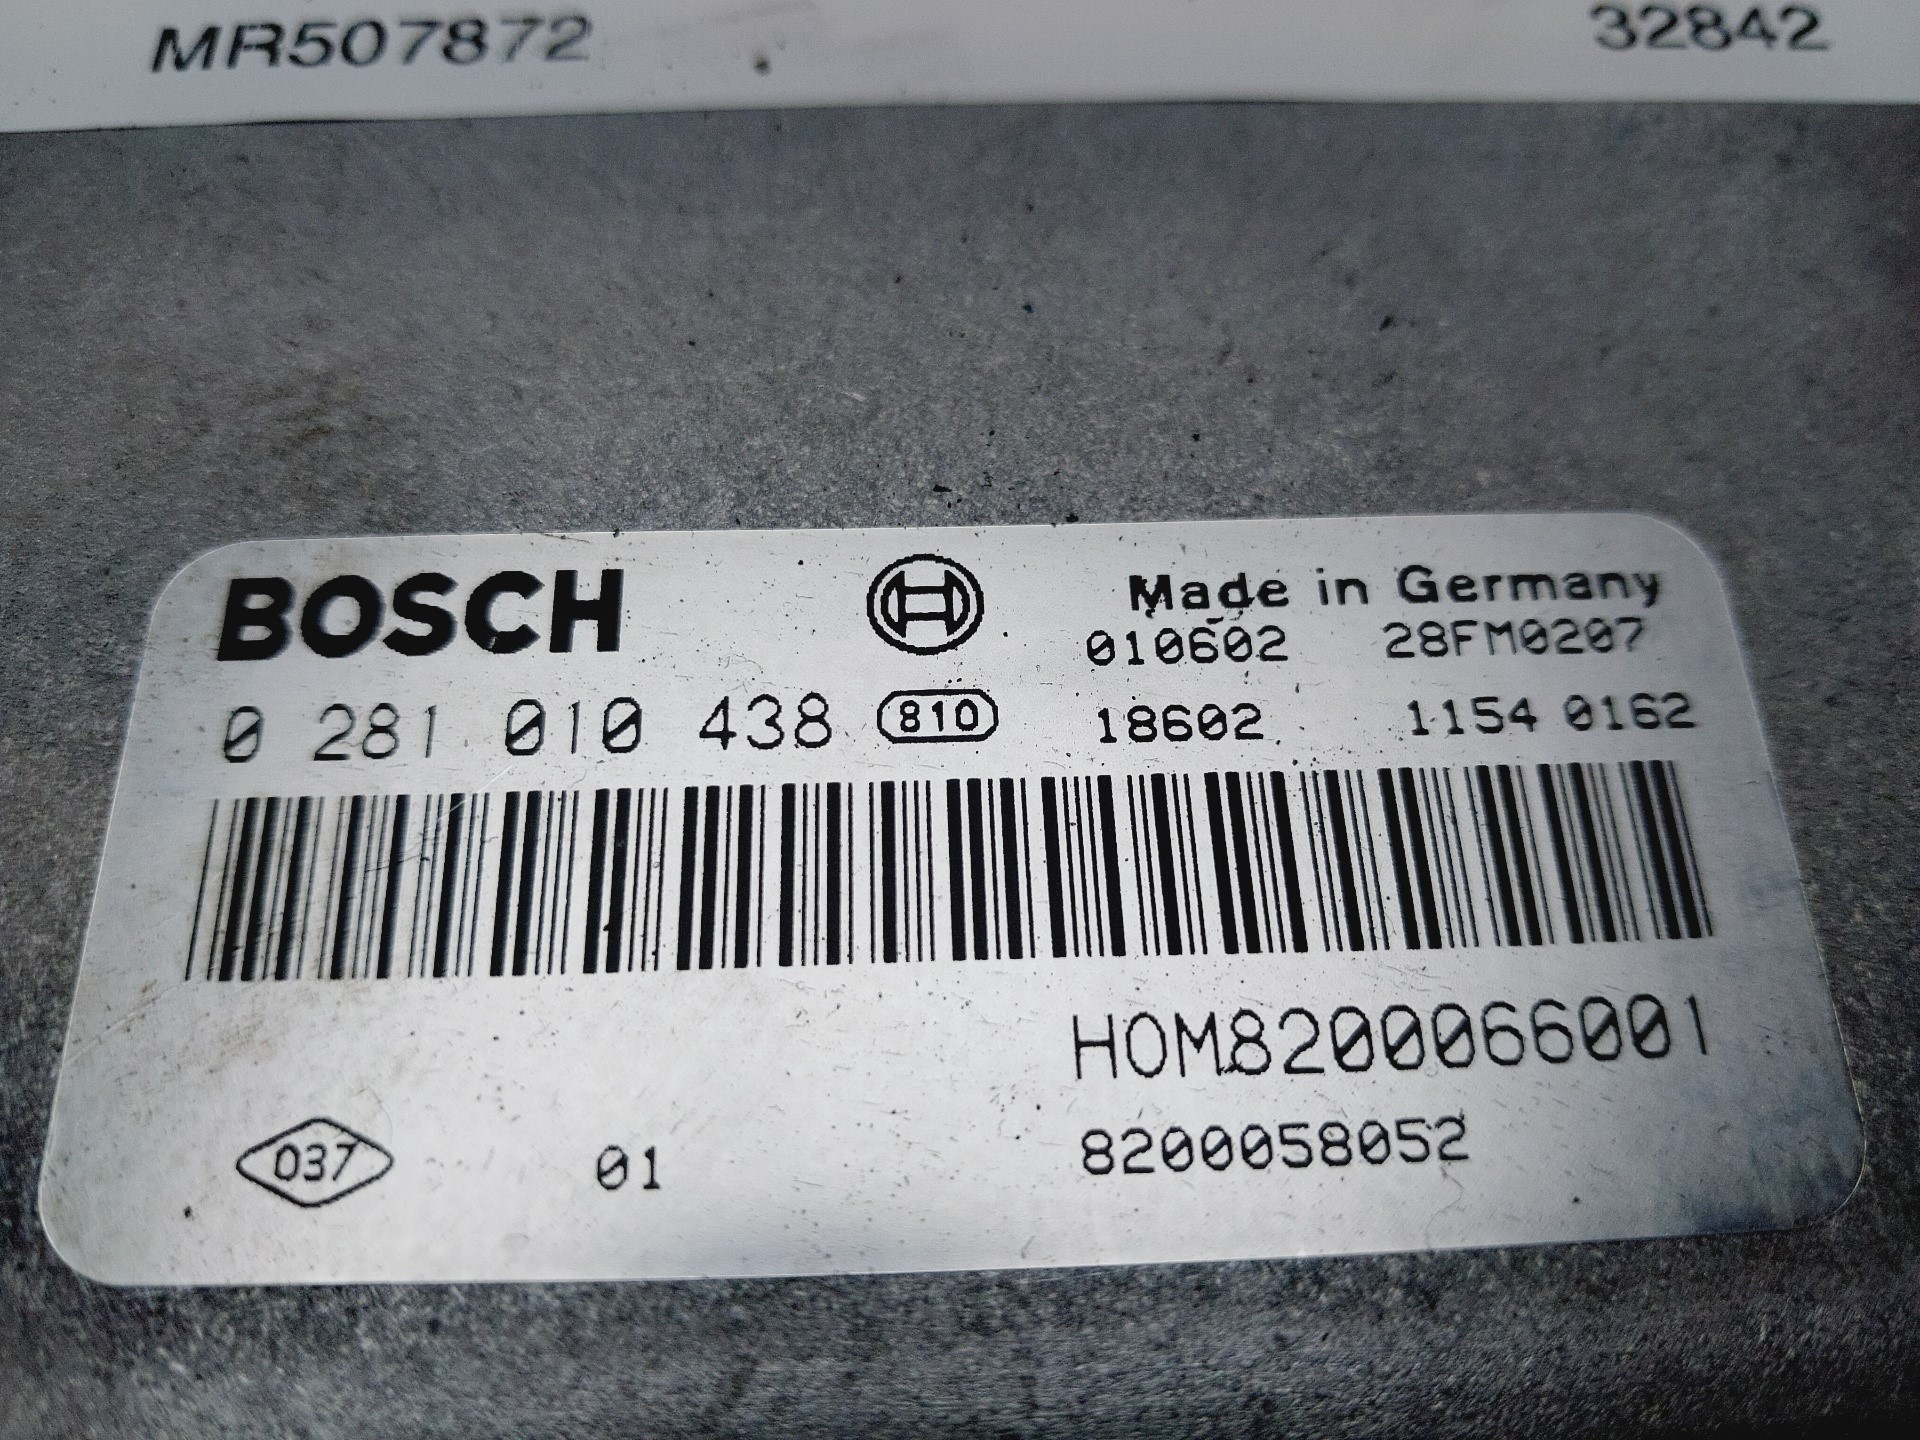 MR507872 32842
BOSCH Made in Germany
010602 28FM0207
0 281 010 438 810 18602 1154 0162
HOM8200066001
037 01 8200058052